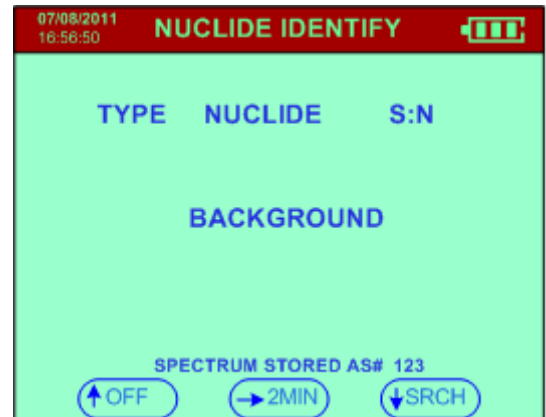 07/08/2011
16:56:50
NUCLIDE IDENTIFY
TYPE NUCLIDE S:N
BACKGROUND
SPECTRUM STORED AS# 123
↑ OFF → 2MIN ↓ SRCH